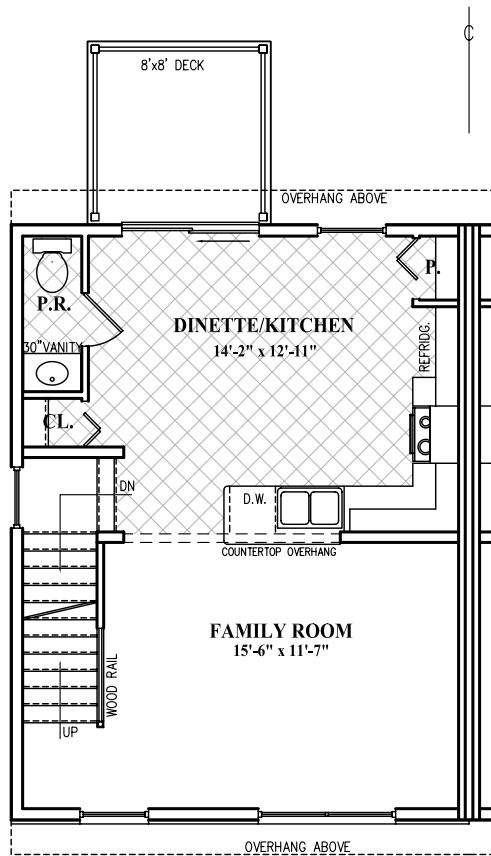 ℄
8'x8' DECK
OVERHANG ABOVE
P.R.
P.
DINETTE/KITCHEN
14'-2" x 12'-11"
REFRIDG.
30"VANITY
CL.
DN
D.W.
COUNTERTOP OVERHANG
FAMILY ROOM
15'-6" x 11'-7"
WOOD RAIL
UP
OVERHANG ABOVE